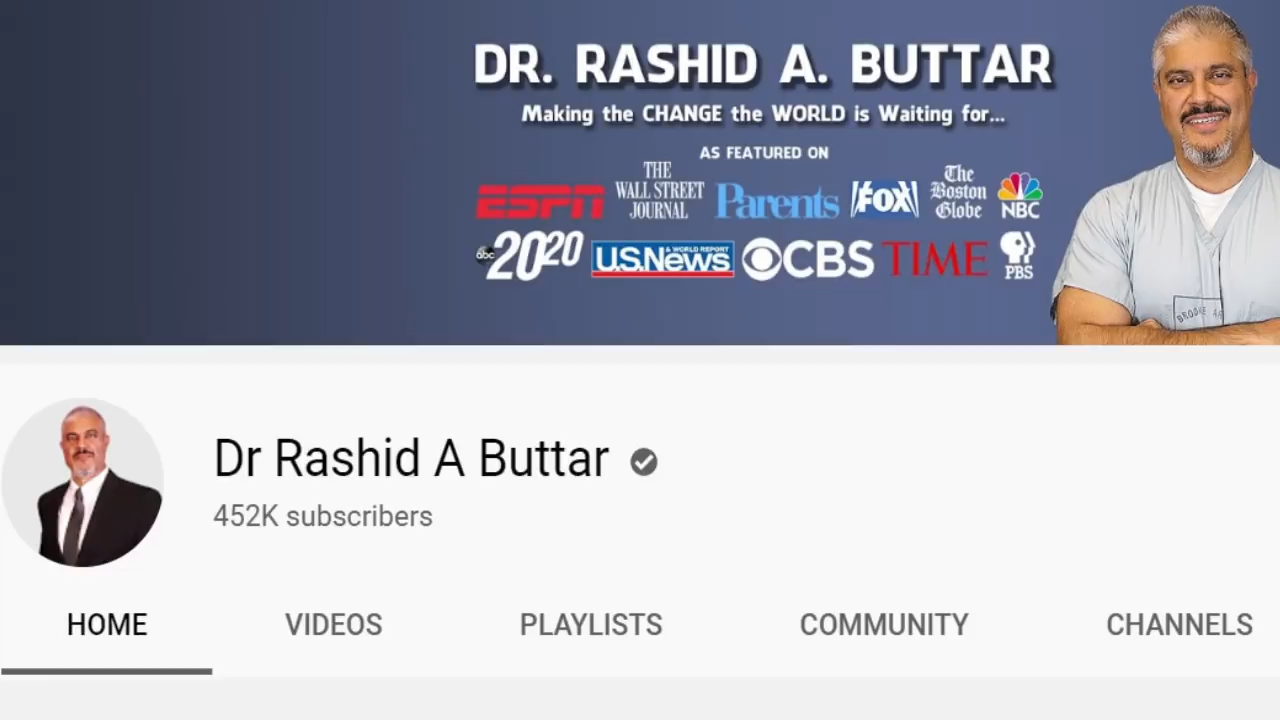 DR. RASHID A. BUTTAR
Making the CHANGE the WORLD is Waiting for...
AS FEATURED ON
ESPN THE WALL STREET JOURNAL Parents FOX The Boston Globe NBC
abc 2020 U.S.News & WORLD REPORT CBS TIME PBS
BROOKE
Dr Rashid A Buttar
452K subscribers
HOME VIDEOS PLAYLISTS COMMUNITY CHANNELS